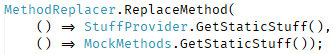 MethodReplacer.ReplaceMethod(
    () => StuffProvider.GetStaticStuff(),
    () => MockMethods.GetStaticStuff());